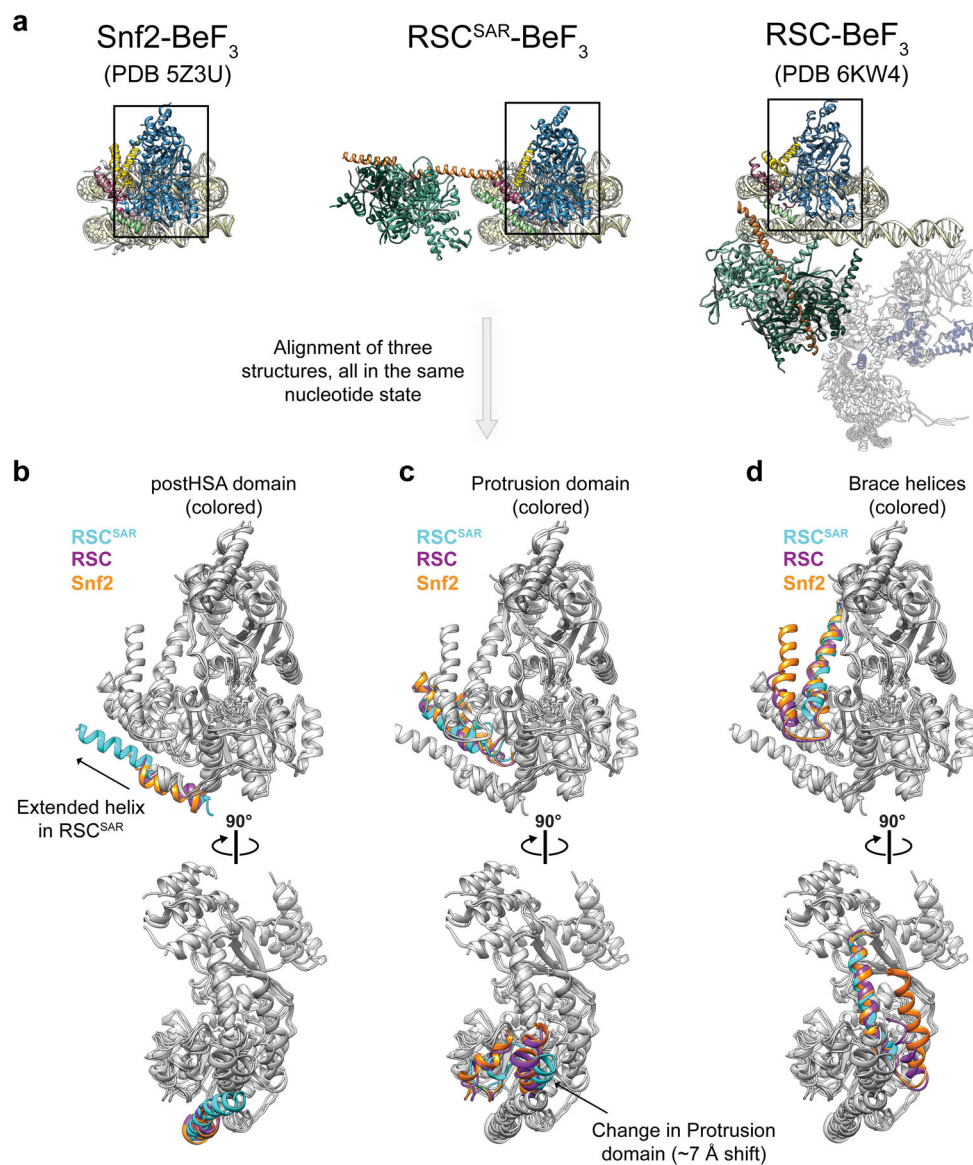 a
Snf2-BeF3
(PDB 5Z3U)
RSCSAR-BeF3
RSC-BeF3
(PDB 6KW4)
Alignment of three
structures, all in the same
nucleotide state
b
postHSA domain
(colored)
RSCSAR
RSC
Snf2
Extended helix
in RSCSAR
90°
c
Protrusion domain
(colored)
RSCSAR
RSC
Snf2
90°
Change in Protrusion
domain (~7 Å shift)
d
Brace helices
(colored)
RSCSAR
RSC
Snf2
90°